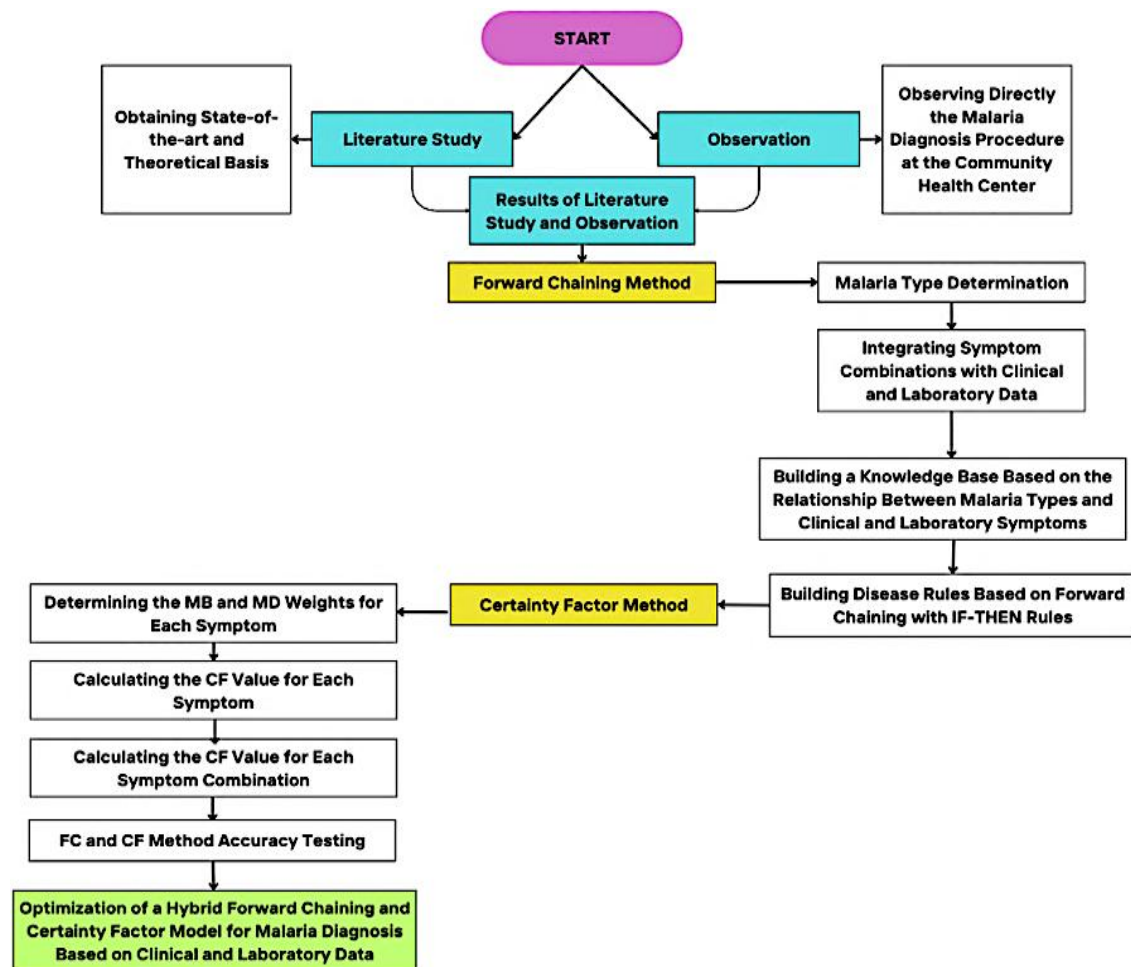 START
Obtaining State-of-
the-art and
Theoretical Basis
Literature Study
Observation
Observing Directly
the Malaria
Diagnosis Procedure
at the Community
Health Center
Results of Literature
Study and Observation
Forward Chaining Method
Malaria Type Determination
Integrating Symptom
Combinations with Clinical
and Laboratory Data
Building a Knowledge Base Based on the
Relationship Between Malaria Types and
Clinical and Laboratory Symptoms
Building Disease Rules Based on Forward
Chaining with IF-THEN Rules
Certainty Factor Method
Determining the MB and MD Weights for
Each Symptom
Calculating the CF Value for Each
Symptom
Calculating the CF Value for Each
Symptom Combination
FC and CF Method Accuracy Testing
Optimization of a Hybrid Forward Chaining and
Certainty Factor Model for Malaria Diagnosis
Based on Clinical and Laboratory Data